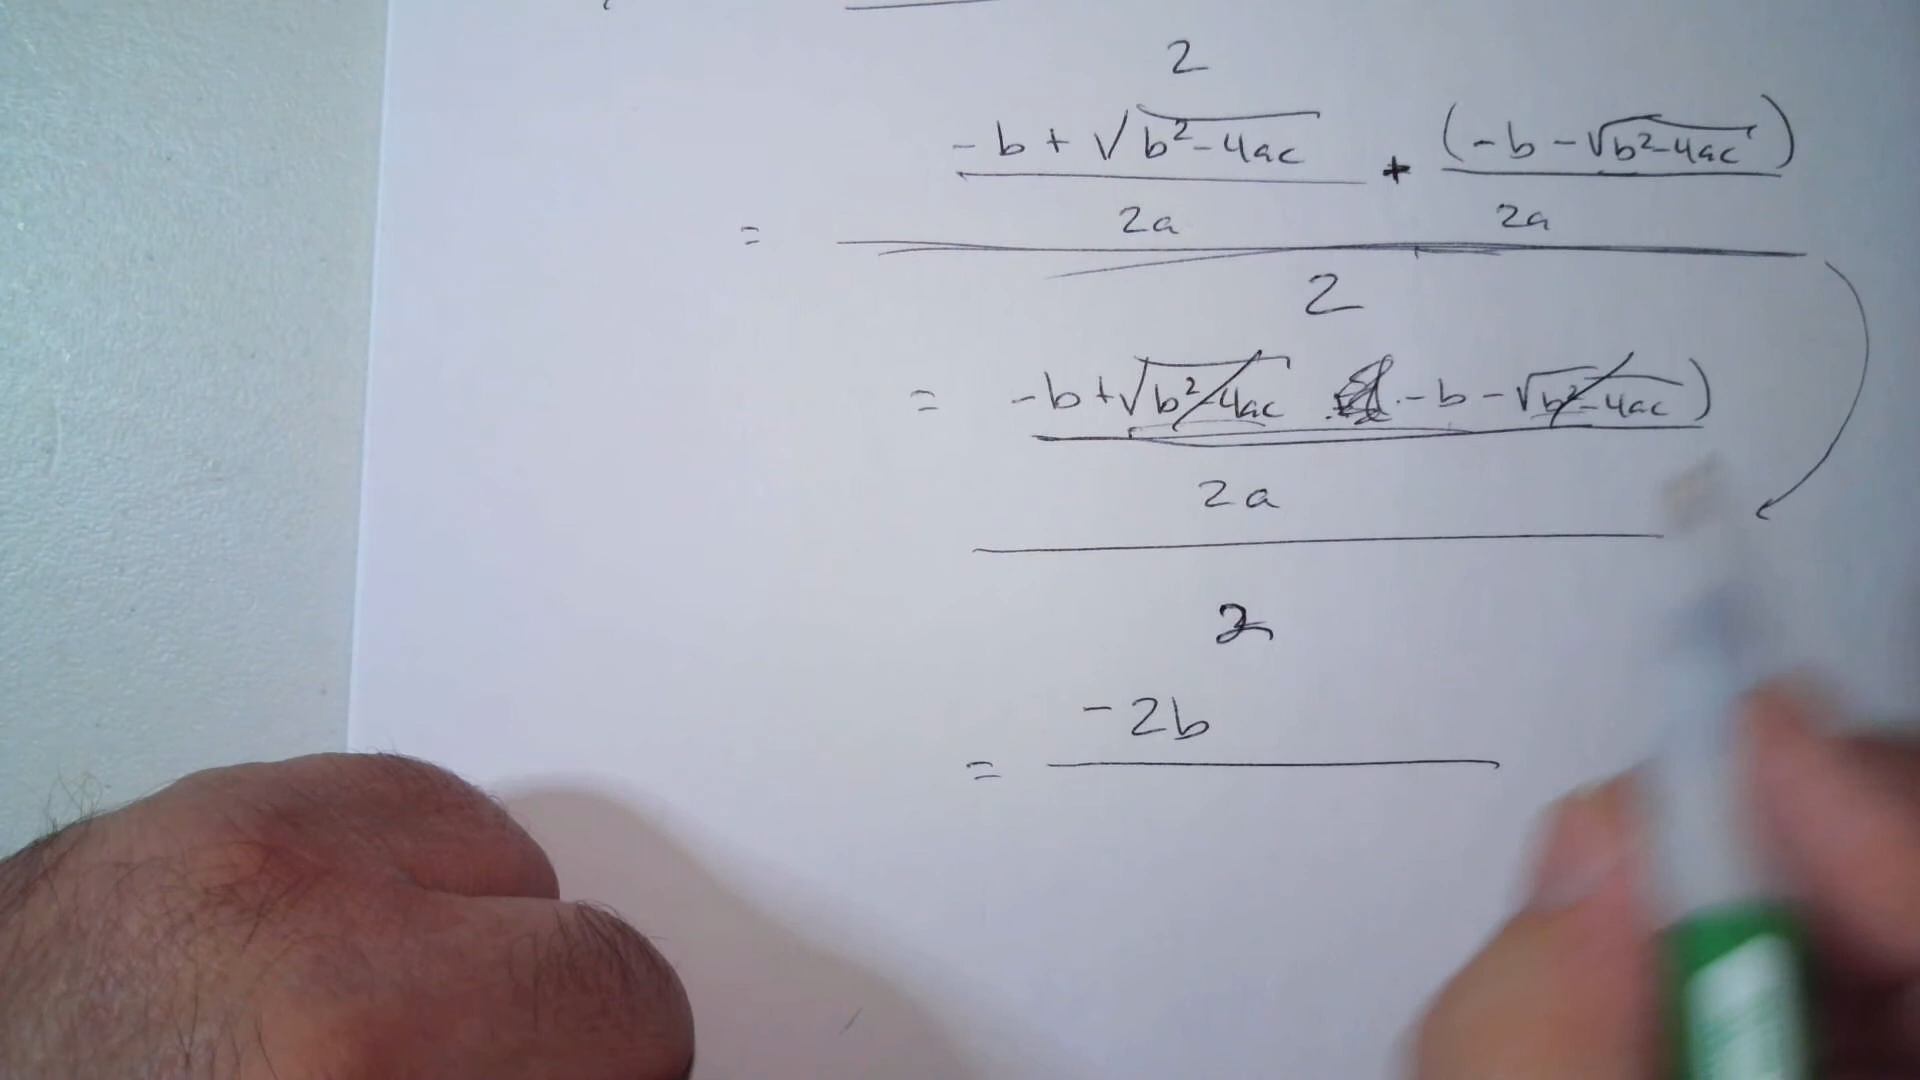 2
-b + √b²-4ac + (-b - √b²-4ac)
2a 2a
=
2
= -b + √b²-4ac -b - √b²-4ac)
2a
2
-2b
=